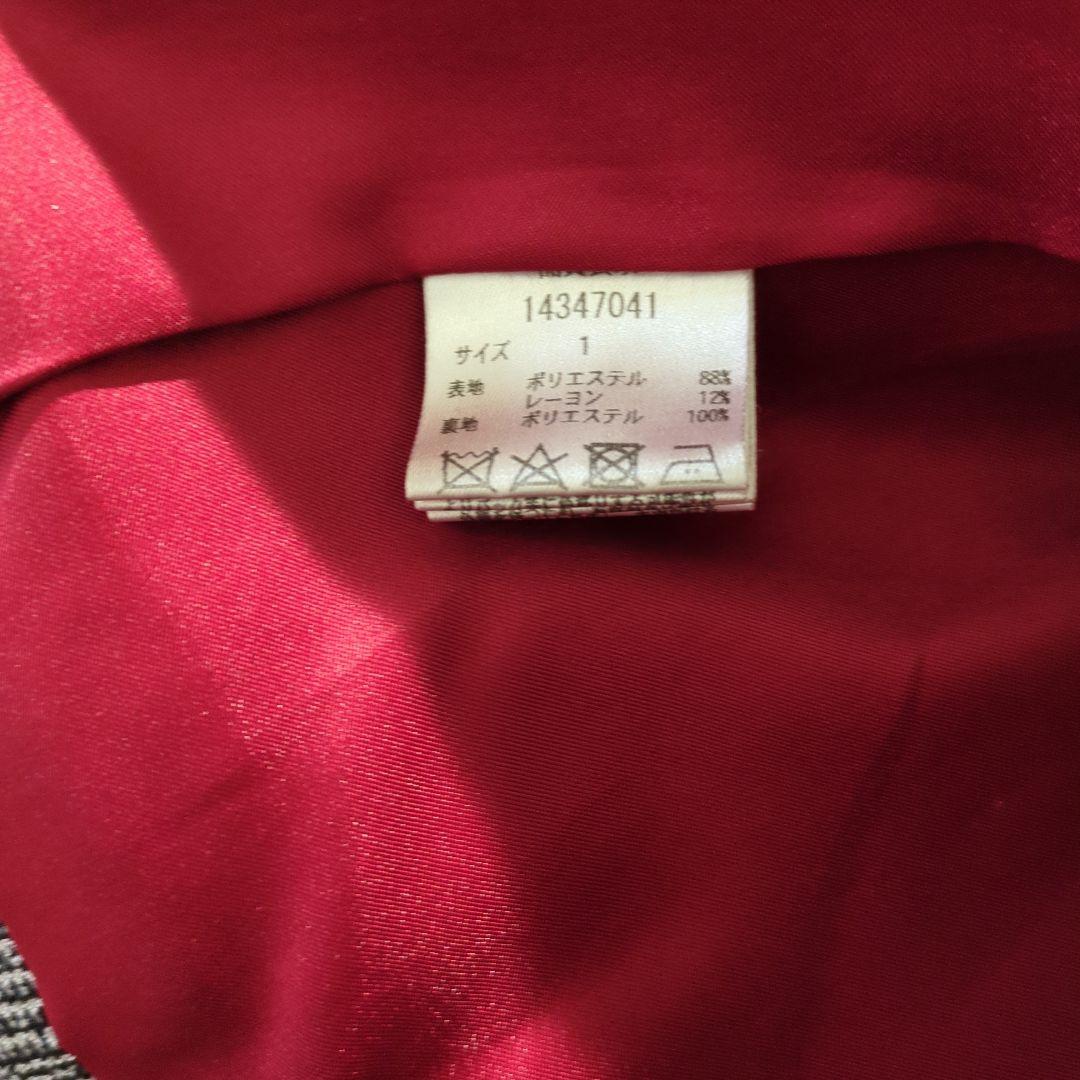 14347041
サイズ 1
表地 ポリエステル 88%
レーヨン 12%
裏地 ポリエステル 100%